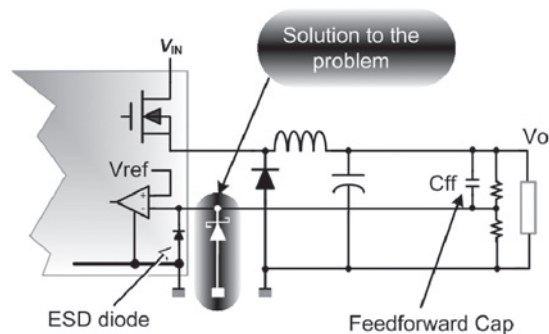 Solution to the
problem
VIN
Vo
Vref
Cff
+
-
ESD diode
Feedforward Cap